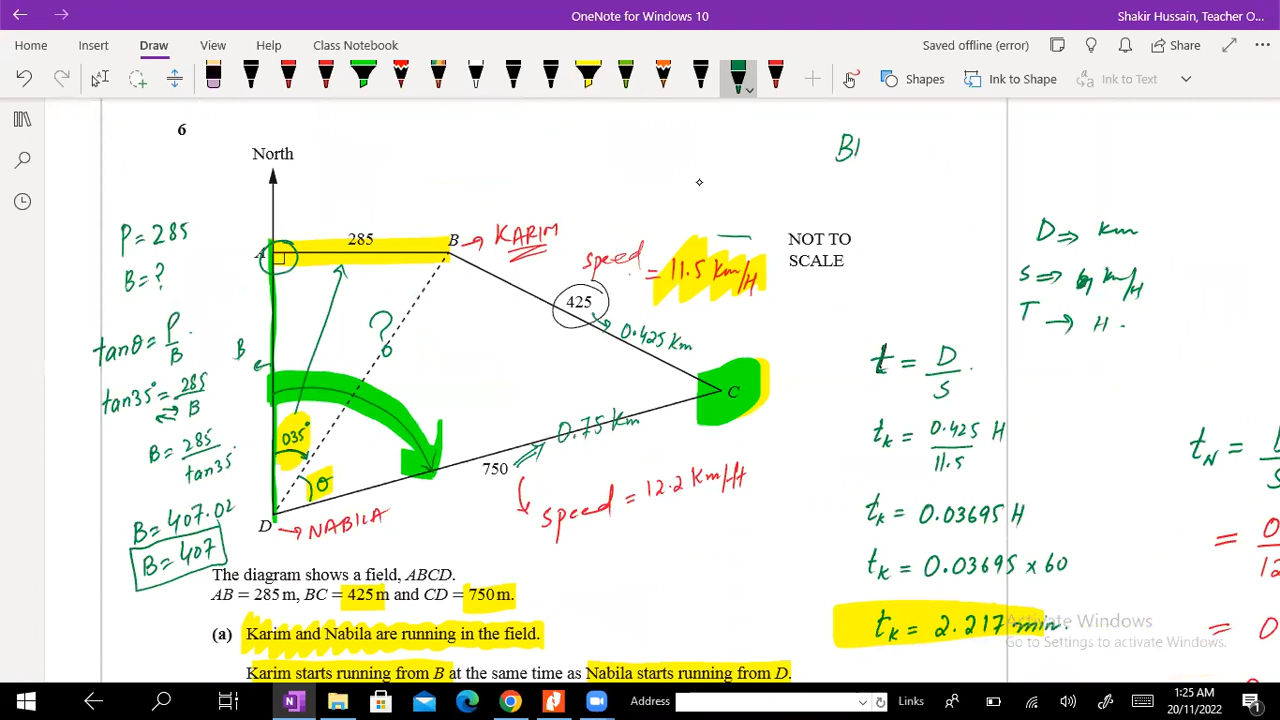 OneNote for Windows 10
Shakir Hussain, Teacher O...
Home Insert Draw View Help Class Notebook
Saved offline (error) Share
Shapes Ink to Shape Ink to Text
6
North
P = 285
B = ?
tanθ = P/B
tan35° = 285/B
B = 285/tan35°
B = 407.02
B = 407
B
A
285
B → KARIM
speed = 11.5 Km/H
NOT TO
SCALE
425
0.425 Km
?
C
035°
θ
750
0.75 Km
speed = 12.2 Km/H
D → NABILA
The diagram shows a field, ABCD.
AB = 285 m, BC = 425 m and CD = 750 m.
(a) Karim and Nabila are running in the field.
Karim starts running from B at the same time as Nabila starts running from D.
D ⇒ Km
S ⇒ Km/H
T → H.
t = D/S.
tK = 0.425/11.5 H
tK = 0.03695 H
tK = 0.03695 x 60
tK = 2.217 min.
tN =
=
=
Activate Windows
Go to Settings to activate Windows.
Address
Links
1:25 AM
20/11/2022